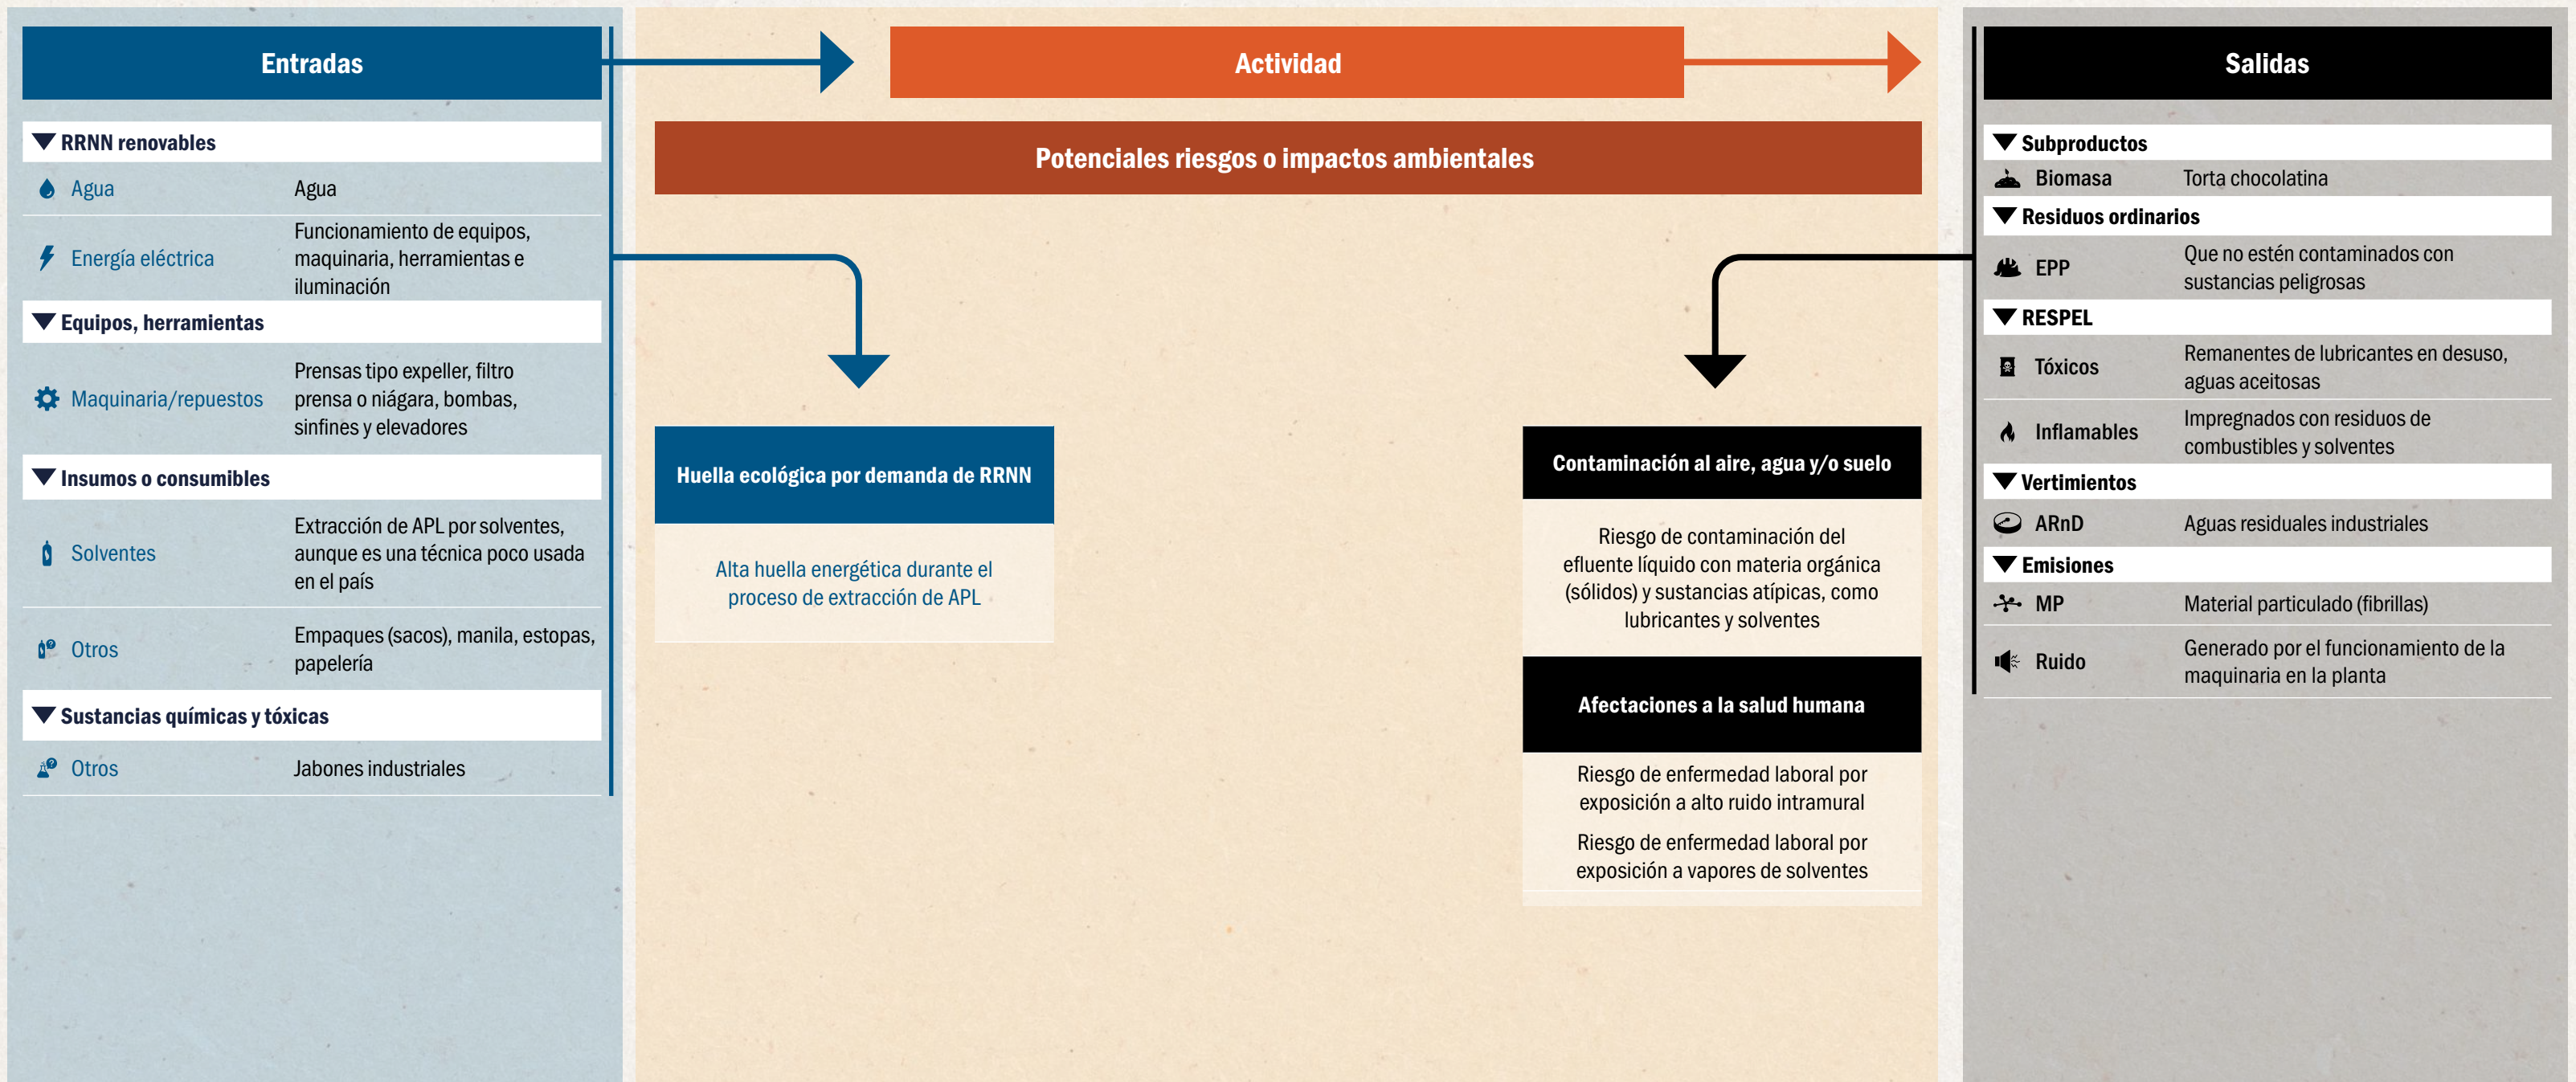 Entradas
RRNN renovables
Agua
Agua
Energía eléctrica
Funcionamiento de equipos,
maquinaria, herramientas e
iluminación
Equipos, herramientas
Maquinaria/repuestos
Prensas tipo expeller, filtro
prensa o niágara, bombas,
sinfines y elevadores
Insumos o consumibles
Solventes
Extracción de APL por solventes,
aunque es una técnica poco usada
en el país
Otros
Empaques (sacos), manila, estopas,
papelería
Sustancias químicas y tóxicas
Otros
Jabones industriales
Actividad
Potenciales riesgos o impactos ambientales
Huella ecológica por demanda de RRNN
Alta huella energética durante el
proceso de extracción de APL
Contaminación al aire, agua y/o suelo
Riesgo de contaminación del
efluente líquido con materia orgánica
(sólidos) y sustancias atípicas, como
lubricantes y solventes
Afectaciones a la salud humana
Riesgo de enfermedad laboral por
exposición a alto ruido intramural
Riesgo de enfermedad laboral por
exposición a vapores de solventes
Salidas
Subproductos
Biomasa
Torta chocolatina
Residuos ordinarios
EPP
Que no estén contaminados con
sustancias peligrosas
RESPEL
Tóxicos
Remanentes de lubricantes en desuso,
aguas aceitosas
Inflamables
Impregnados con residuos de
combustibles y solventes
Vertimientos
ARnD
Aguas residuales industriales
Emisiones
MP
Material particulado (fibrillas)
Ruido
Generado por el funcionamiento de la
maquinaria en la planta